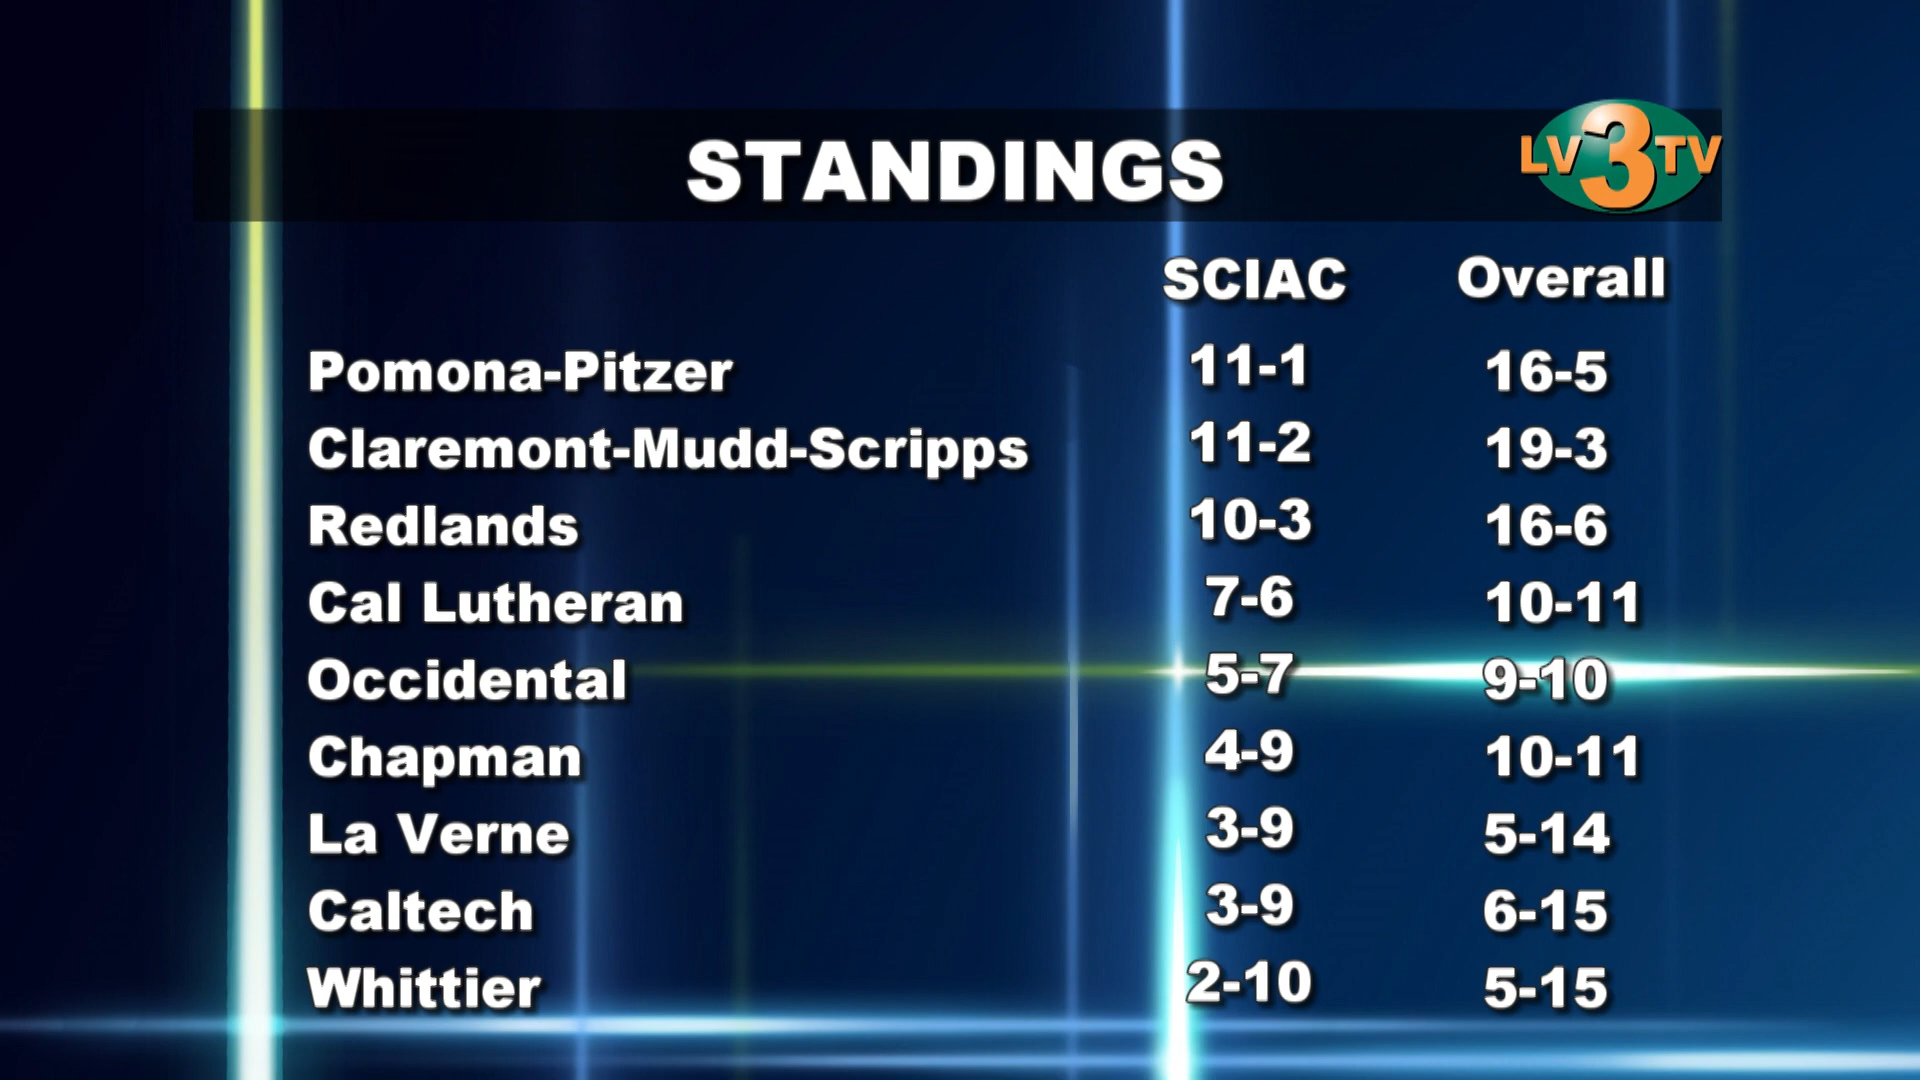 STANDINGS
LV3TV
SCIAC Overall
Pomona-Pitzer 11-1 16-5
Claremont-Mudd-Scripps 11-2 19-3
Redlands 10-3 16-6
Cal Lutheran 7-6 10-11
Occidental 5-7 9-10
Chapman 4-9 10-11
La Verne 3-9 5-14
Caltech 3-9 6-15
Whittier 2-10 5-15